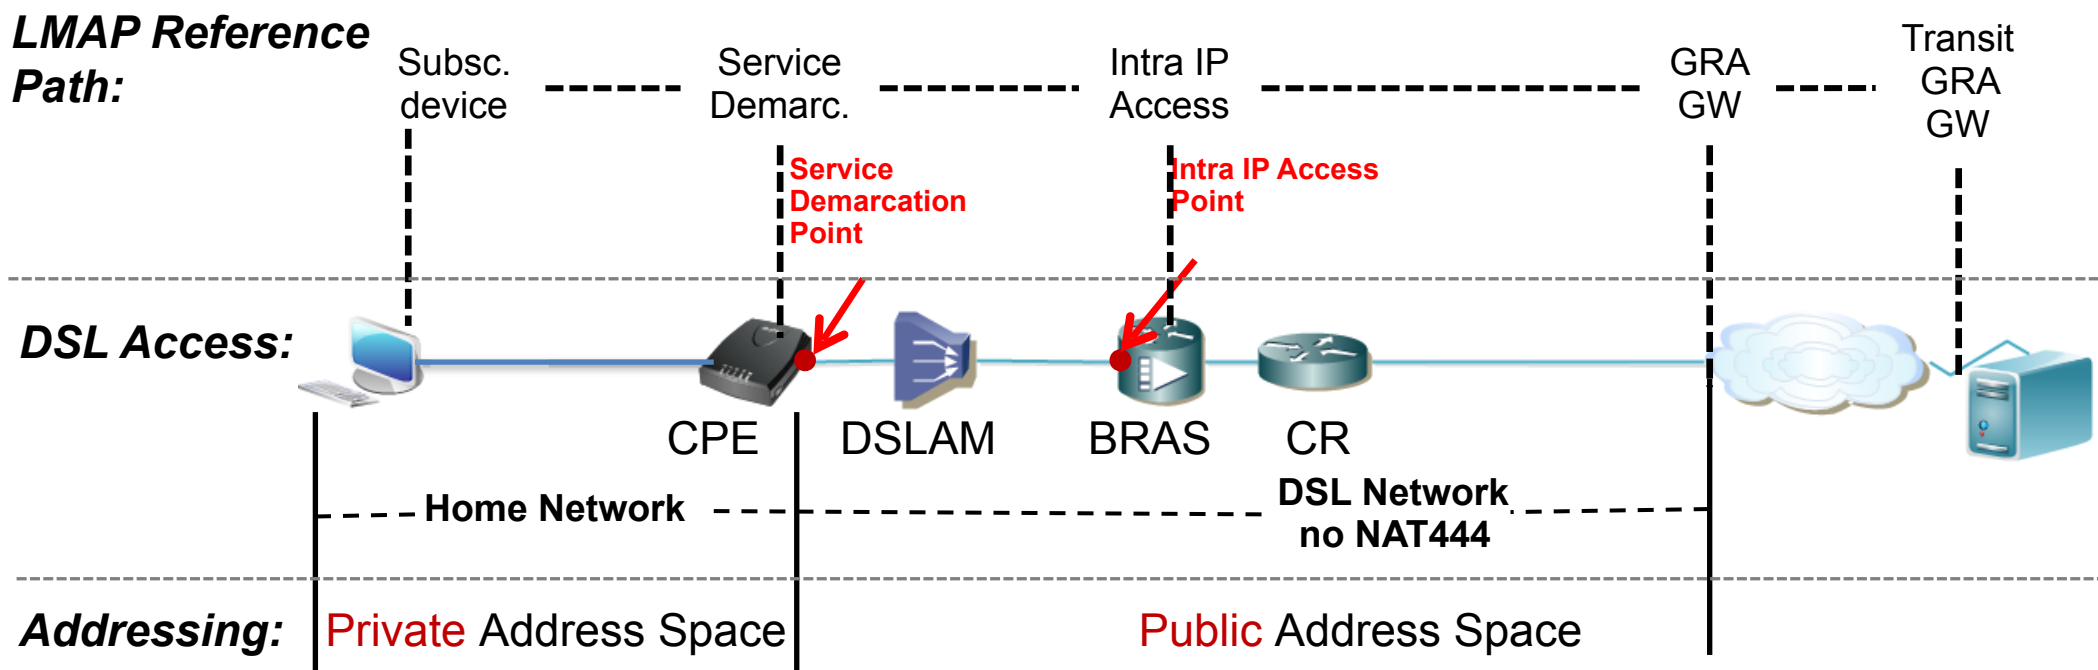 LMAP Reference
Path:
Subsc.
device
Service
Demarc.
Intra IP
Access
GRA
GW
Transit
GRA
GW
Service
Demarcation
Point
Intra IP Access
Point
DSL Access:
CPE
DSLAM
BRAS
CR
Home Network
DSL Network
no NAT444
Addressing:
Private Address Space
Public Address Space